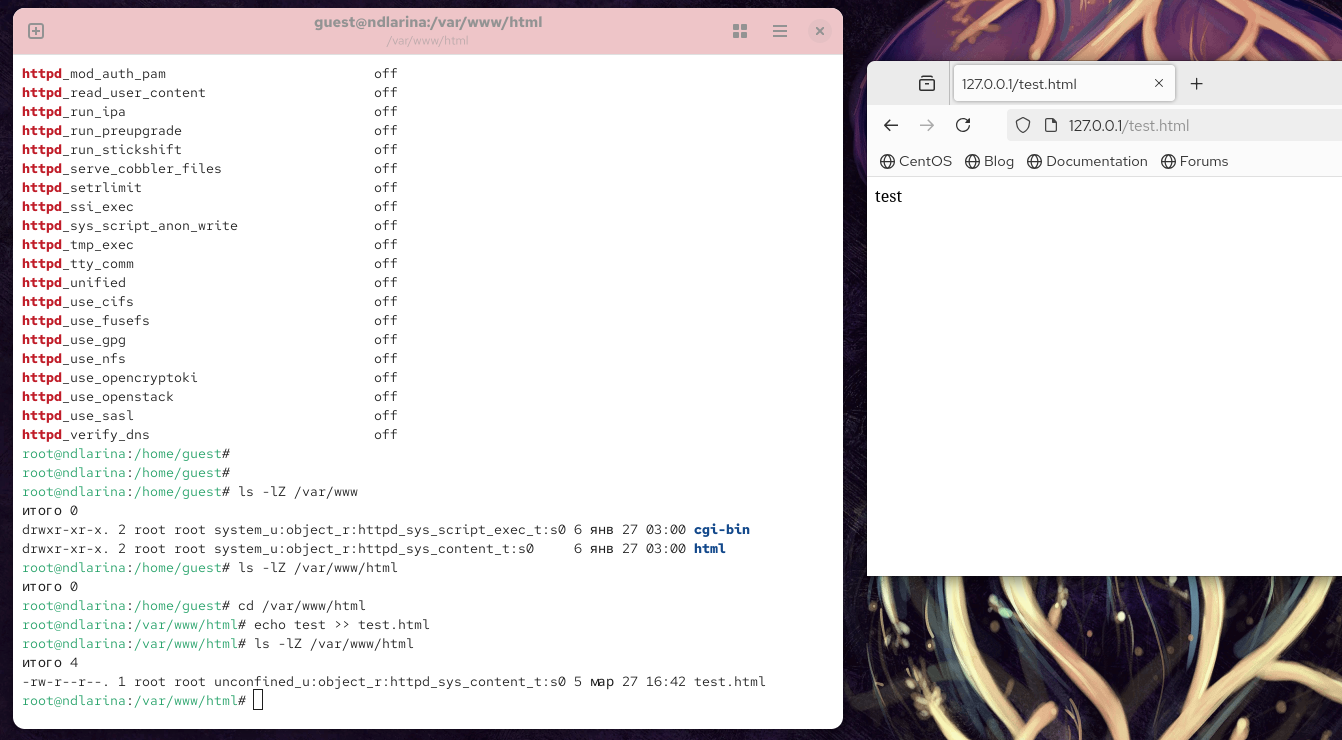 guest@ndlarina:/var/www/html
/var/www/html
httpd_mod_auth_pam                          off
httpd_read_user_content                     off
httpd_run_ipa                               off
httpd_run_preupgrade                        off
httpd_run_stickshift                        off
httpd_serve_cobbler_files                   off
httpd_setrlimit                             off
httpd_ssi_exec                              off
httpd_sys_script_anon_write                 off
httpd_tmp_exec                              off
httpd_tty_comm                              off
httpd_unified                               off
httpd_use_cifs                              off
httpd_use_fusefs                            off
httpd_use_gpg                               off
httpd_use_nfs                               off
httpd_use_opencryptoki                      off
httpd_use_openstack                         off
httpd_use_sasl                              off
httpd_verify_dns                            off
root@ndlarina:/home/guest#
root@ndlarina:/home/guest#
root@ndlarina:/home/guest# ls -lZ /var/www
итого 0
drwxr-xr-x. 2 root root system_u:object_r:httpd_sys_script_exec_t:s0 6 янв 27 03:00 cgi-bin
drwxr-xr-x. 2 root root system_u:object_r:httpd_sys_content_t:s0     6 янв 27 03:00 html
root@ndlarina:/home/guest# ls -lZ /var/www/html
итого 0
root@ndlarina:/home/guest# cd /var/www/html
root@ndlarina:/var/www/html# echo test >> test.html
root@ndlarina:/var/www/html# ls -lZ /var/www/html
итого 4
-rw-r--r--. 1 root root unconfined_u:object_r:httpd_sys_content_t:s0 5 мар 27 16:42 test.html
root@ndlarina:/var/www/html#
127.0.0.1/test.html
127.0.0.1/test.html
CentOS Blog Documentation Forums
test